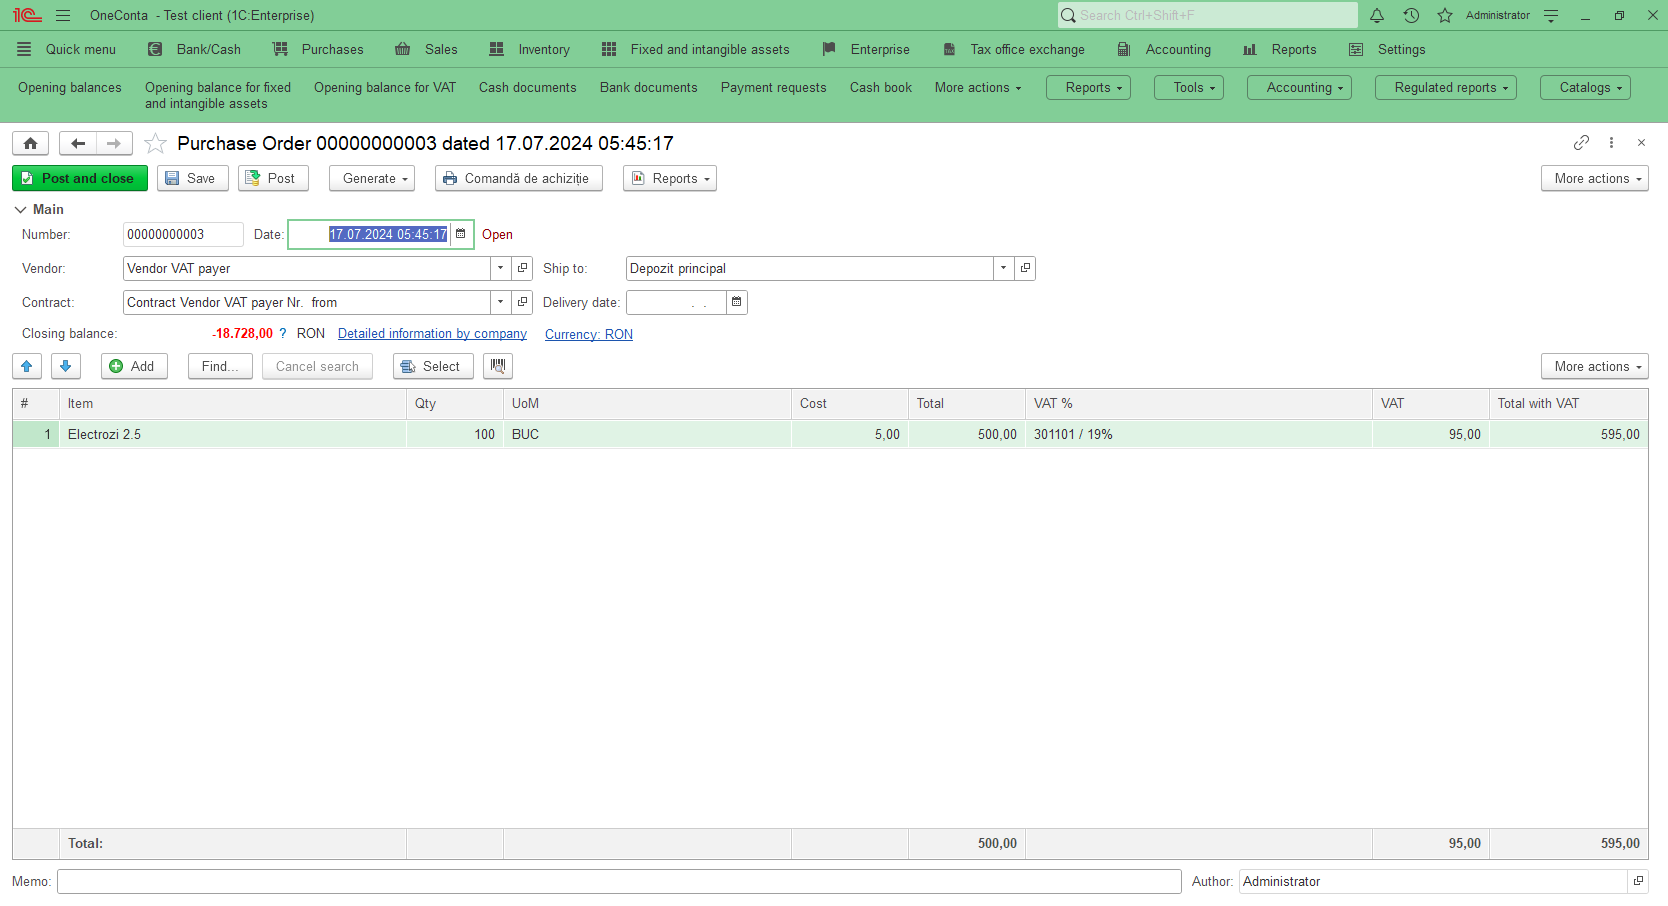 1C OneConta - Test client (1C:Enterprise) Search Ctrl+Shift+F Administrator
Quick menu Bank/Cash Purchases Sales Inventory Fixed and intangible assets Enterprise Tax office exchange Accounting Reports Settings
Opening balances Opening balance for fixed and intangible assets Opening balance for VAT Cash documents Bank documents Payment requests Cash book More actions Reports Tools Accounting Regulated reports Catalogs
Purchase Order 00000000003 dated 17.07.2024 05:45:17
Post and close Save Post Generate Comandă de achiziție Reports More actions
Main
Number: 00000000003 Date: 17.07.2024 05:45:17 Open
Vendor: Vendor VAT payer Ship to: Depozit principal
Contract: Contract Vendor VAT payer Nr. from Delivery date: . .
Closing balance: -18.728,00 ? RON Detailed information by company Currency: RON
Add Find... Cancel search Select More actions
# Item Qty UoM Cost Total VAT % VAT Total with VAT
1 Electrozi 2.5 100 BUC 5,00 500,00 301101 / 19% 95,00 595,00
Total: 500,00 95,00 595,00
Memo: Author: Administrator